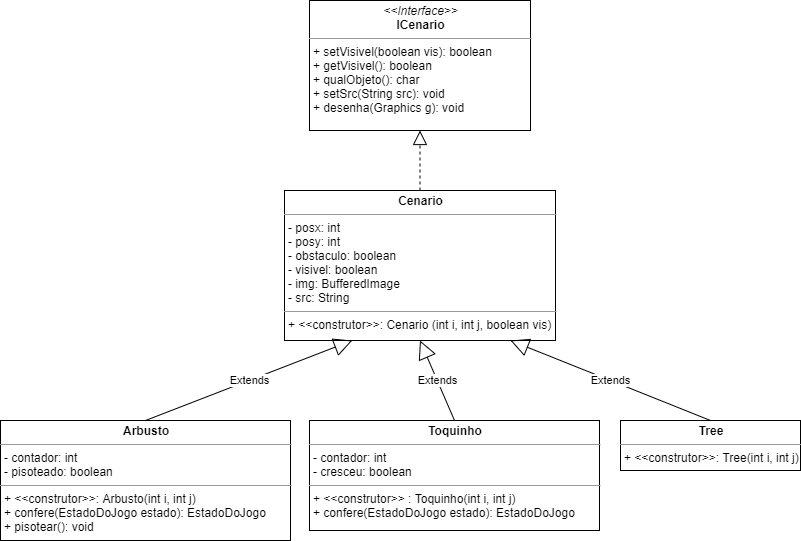 <<Interface>>
ICenario
+ setVisivel(boolean vis): boolean
+ getVisivel(): boolean
+ qualObjeto(): char
+ setSrc(String src): void
+ desenha(Graphics g): void
Cenario
- posx: int
- posy: int
- obstaculo: boolean
- visivel: boolean
- img: BufferedImage
- src: String
+ <<construtor>>: Cenario (int i, int j, boolean vis)
Extends
Extends
Extends
Arbusto
- contador: int
- pisoteado: boolean
+ <<construtor>>: Arbusto(int i, int j)
+ confere(EstadoDoJogo estado): EstadoDoJogo
+ pisotear(): void
Toquinho
- contador: int
- cresceu: boolean
+ <<construtor>> : Toquinho(int i, int j)
+ confere(EstadoDoJogo estado): EstadoDoJogo
Tree
+ <<construtor>>: Tree(int i, int j)